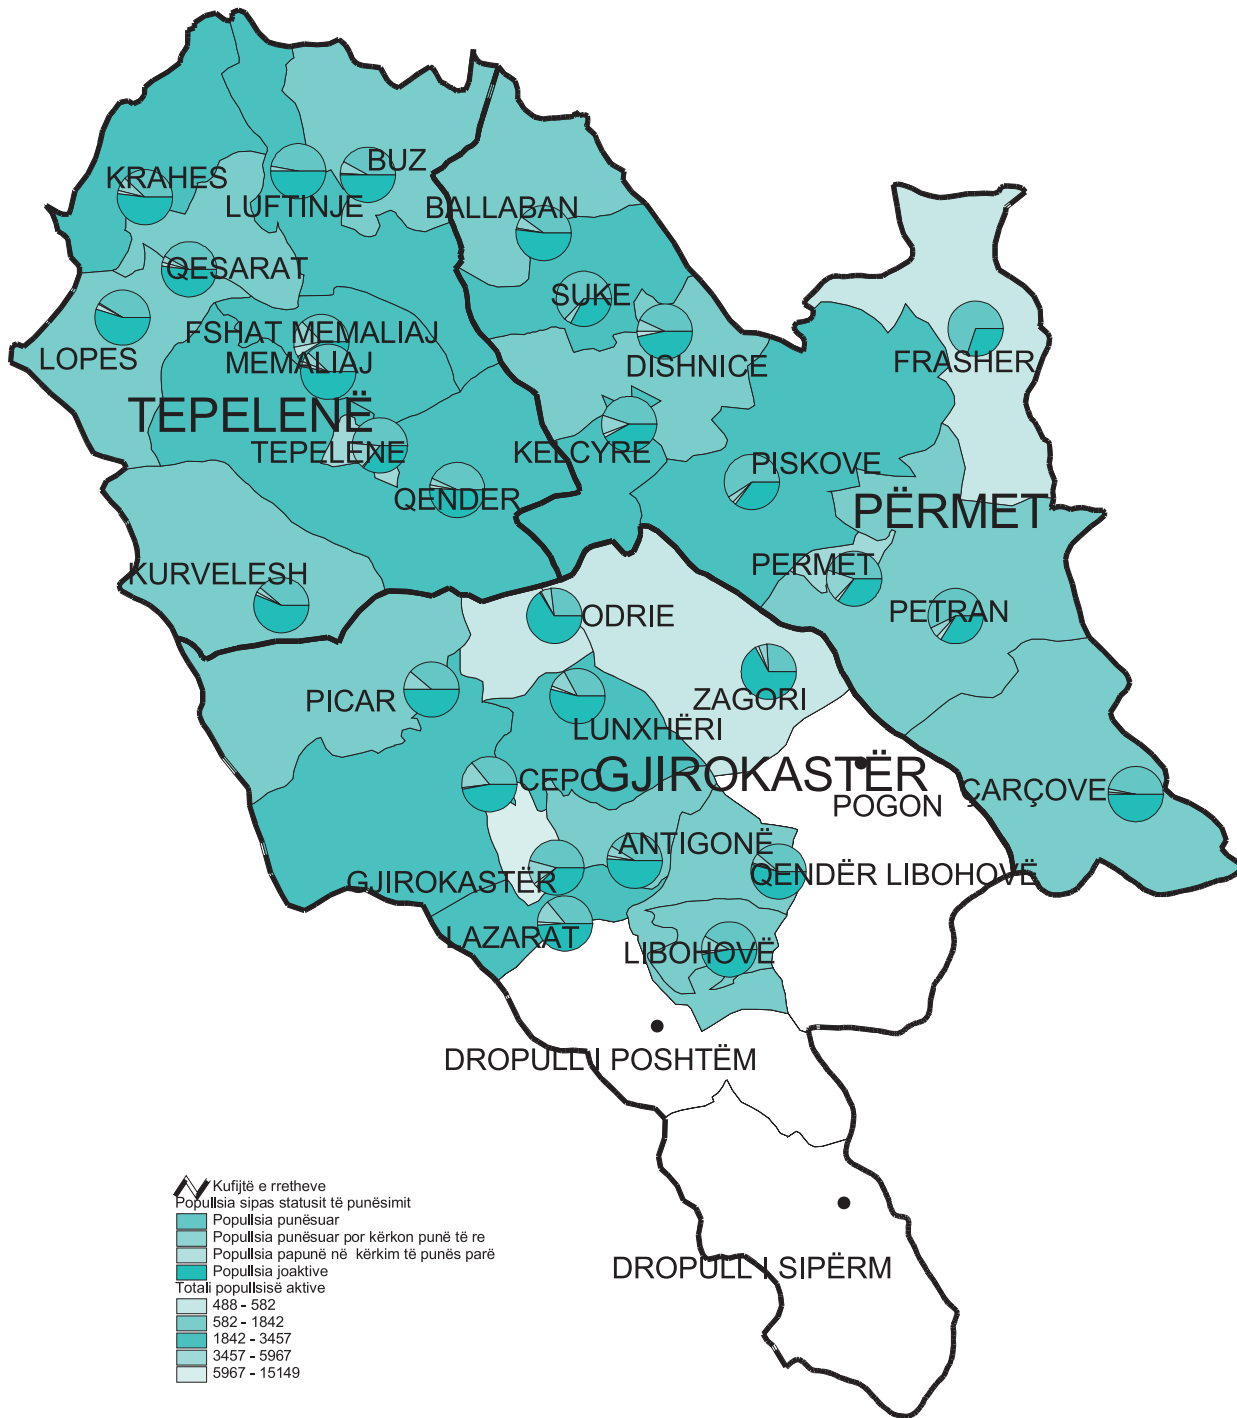 BUZ
KRAHES
LUFTINJE
BALLABAN
QESARAT
SUKE
FSHAT MEMALIAJ
LOPES
MEMALIAJ
DISHNICE
FRASHER
TEPELENË
TEPELENE
KELCYRE
PISKOVE
QENDER
PËRMET
PERMET
KURVELESH
PETRAN
ODRIE
PICAR
ZAGORI
LUNXHËRI
CEPO
GJIROKASTËR
ÇARÇOVE
POGON
ANTIGONË
GJIROKASTËR
QENDËR LIBOHOVË
LAZARAT
LIBOHOVË
DROPULL I POSHTËM
DROPULL I SIPËRM
Kufijtë e rretheve
Popullsia sipas statusit të punësimit
Popullsia punësuar
Popullsia punësuar por kërkon punë të re
Popullsia papunë në kërkim të punës parë
Popullsia joaktive
Totali popullsisë aktive
488 - 582
582 - 1842
1842 - 3457
3457 - 5967
5967 - 15149